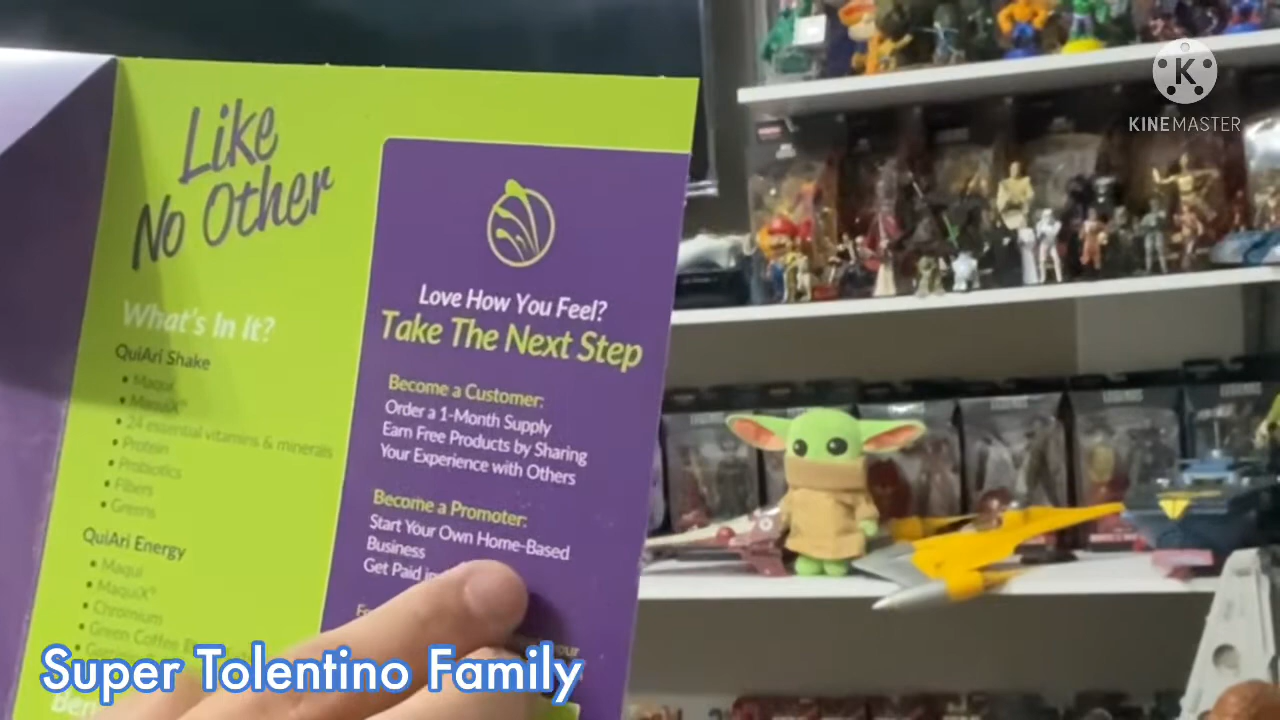 Like
No Other
What's In It?
QuiAri Shake
• Maqui
• MaquiX®
• 24 essential vitamins & minerals
• Protein
• Probiotics
• Fibers
• Greens
QuiAri Energy
• Maqui
• MaquiX®
• Chromium
• Green Coffee
Love How You Feel?
Take The Next Step
Become a Customer:
Order a 1-Month Supply
Earn Free Products by Sharing
Your Experience with Others
Become a Promoter:
Start Your Own Home-Based
Business
Get Paid
your
K
KINEMASTER
Super Tolentino Family